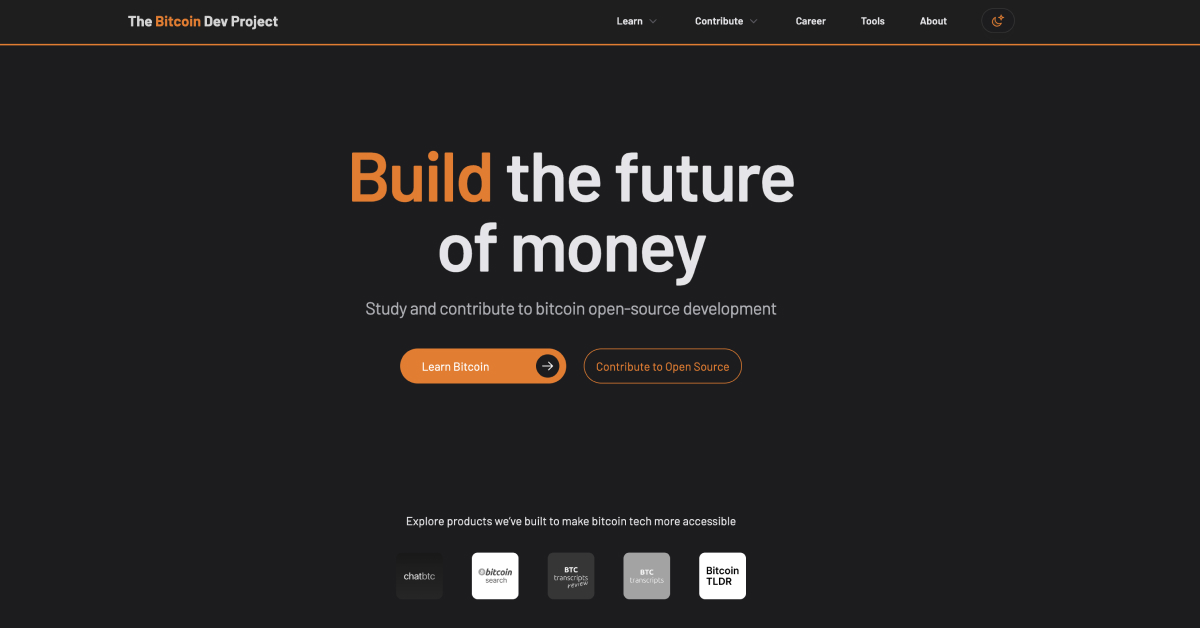 The Bitcoin Dev Project
Learn
Contribute
Career
Tools
About
Build the future
of money
Study and contribute to bitcoin open-source development
Learn Bitcoin
Contribute to Open Source
Explore products we've built to make bitcoin tech more accessible
chatbtc
bitcoin
search
BTC
transcripts
review
BTC
transcripts
Bitcoin
TLDR